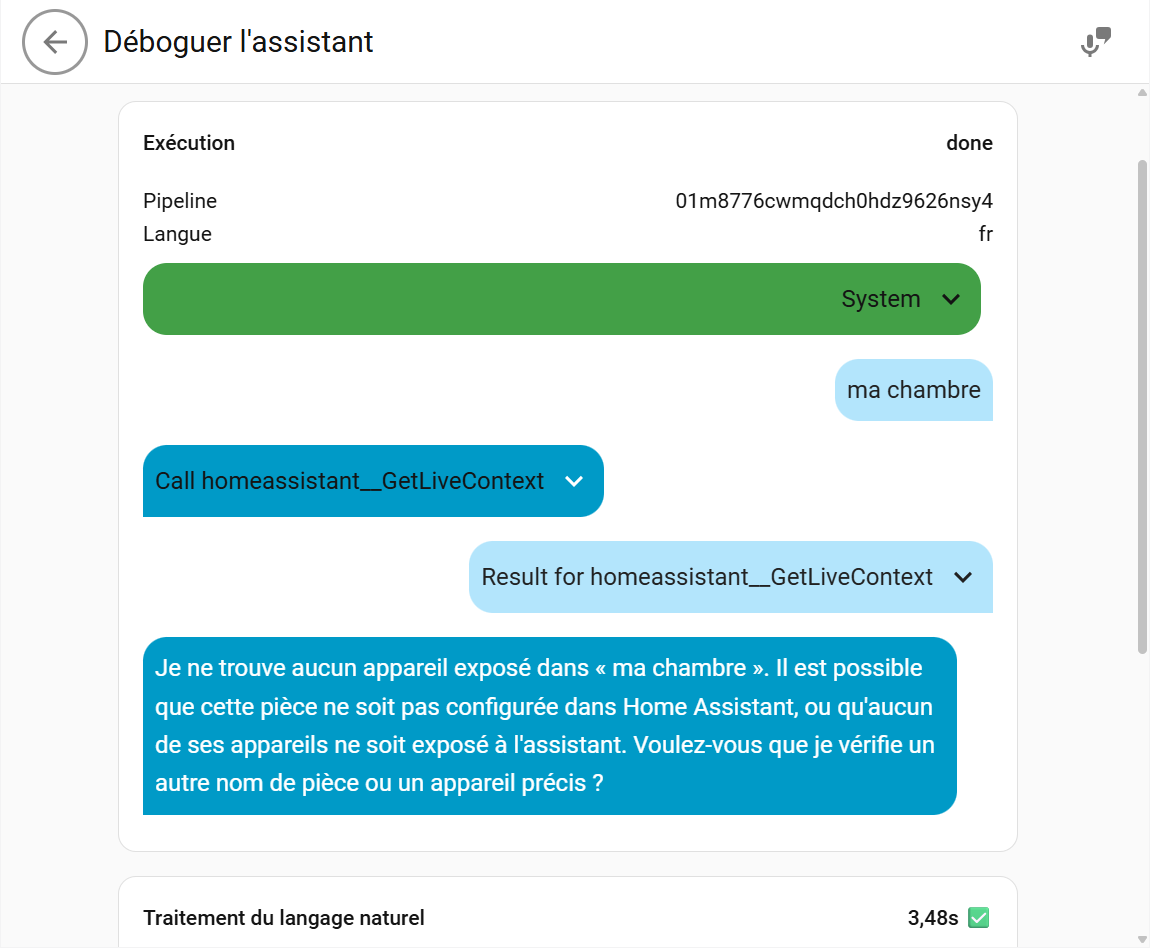 Déboguer l'assistant
Exécution done
Pipeline 01m8776cwmqdch0hdz9626nsy4
Langue fr
System
ma chambre
Call homeassistant__GetLiveContext
Result for homeassistant__GetLiveContext
Je ne trouve aucun appareil exposé dans « ma chambre ». Il est possible
que cette pièce ne soit pas configurée dans Home Assistant, ou qu'aucun
de ses appareils ne soit exposé à l'assistant. Voulez-vous que je vérifie un
autre nom de pièce ou un appareil précis ?
Traitement du langage naturel 3,48s ✅